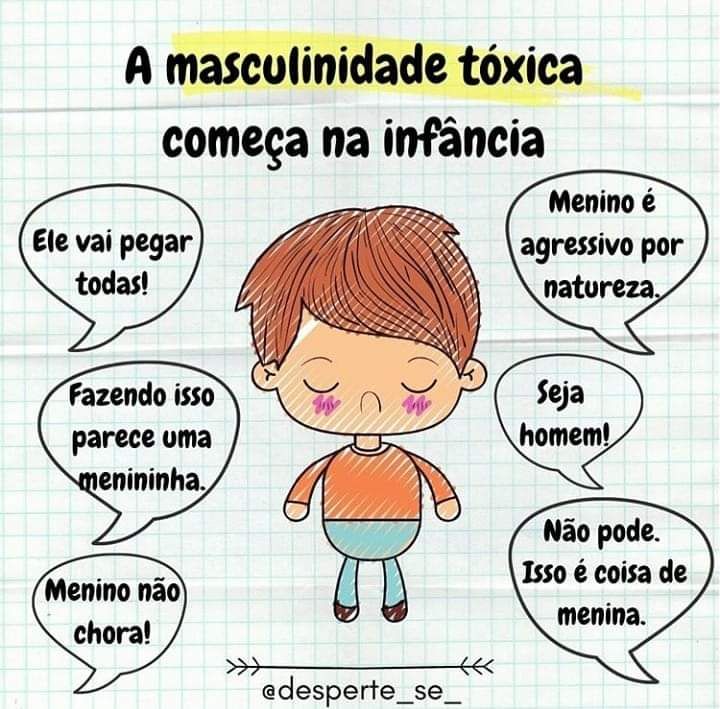 A masculinidade tóxica
começa na infância
Ele vai pegar
todas!
Menino é
agressivo por
natureza.
Fazendo isso
parece uma
menininha.
Seja
homem!
Menino não
chora!
Não pode.
Isso é coisa de
menina.
@desperte_se_